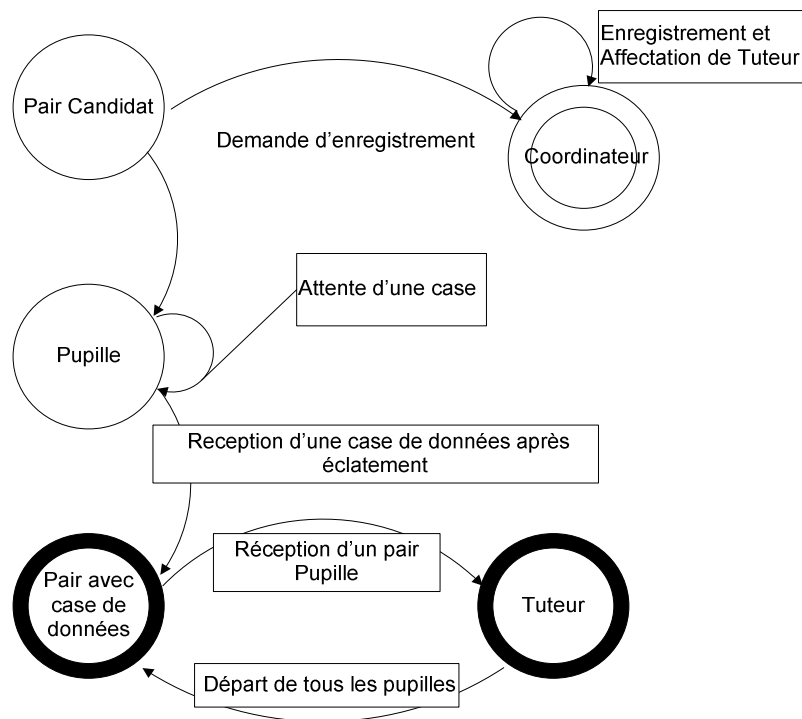 Enregistrement et
Affectation de Tuteur
Pair Candidat
Demande d'enregistrement
Coordinateur
Attente d'une case
Pupille
Reception d'une case de données après
éclatement
Réception d'un pair
Pupille
Pair avec
case de
données
Tuteur
Départ de tous les pupilles